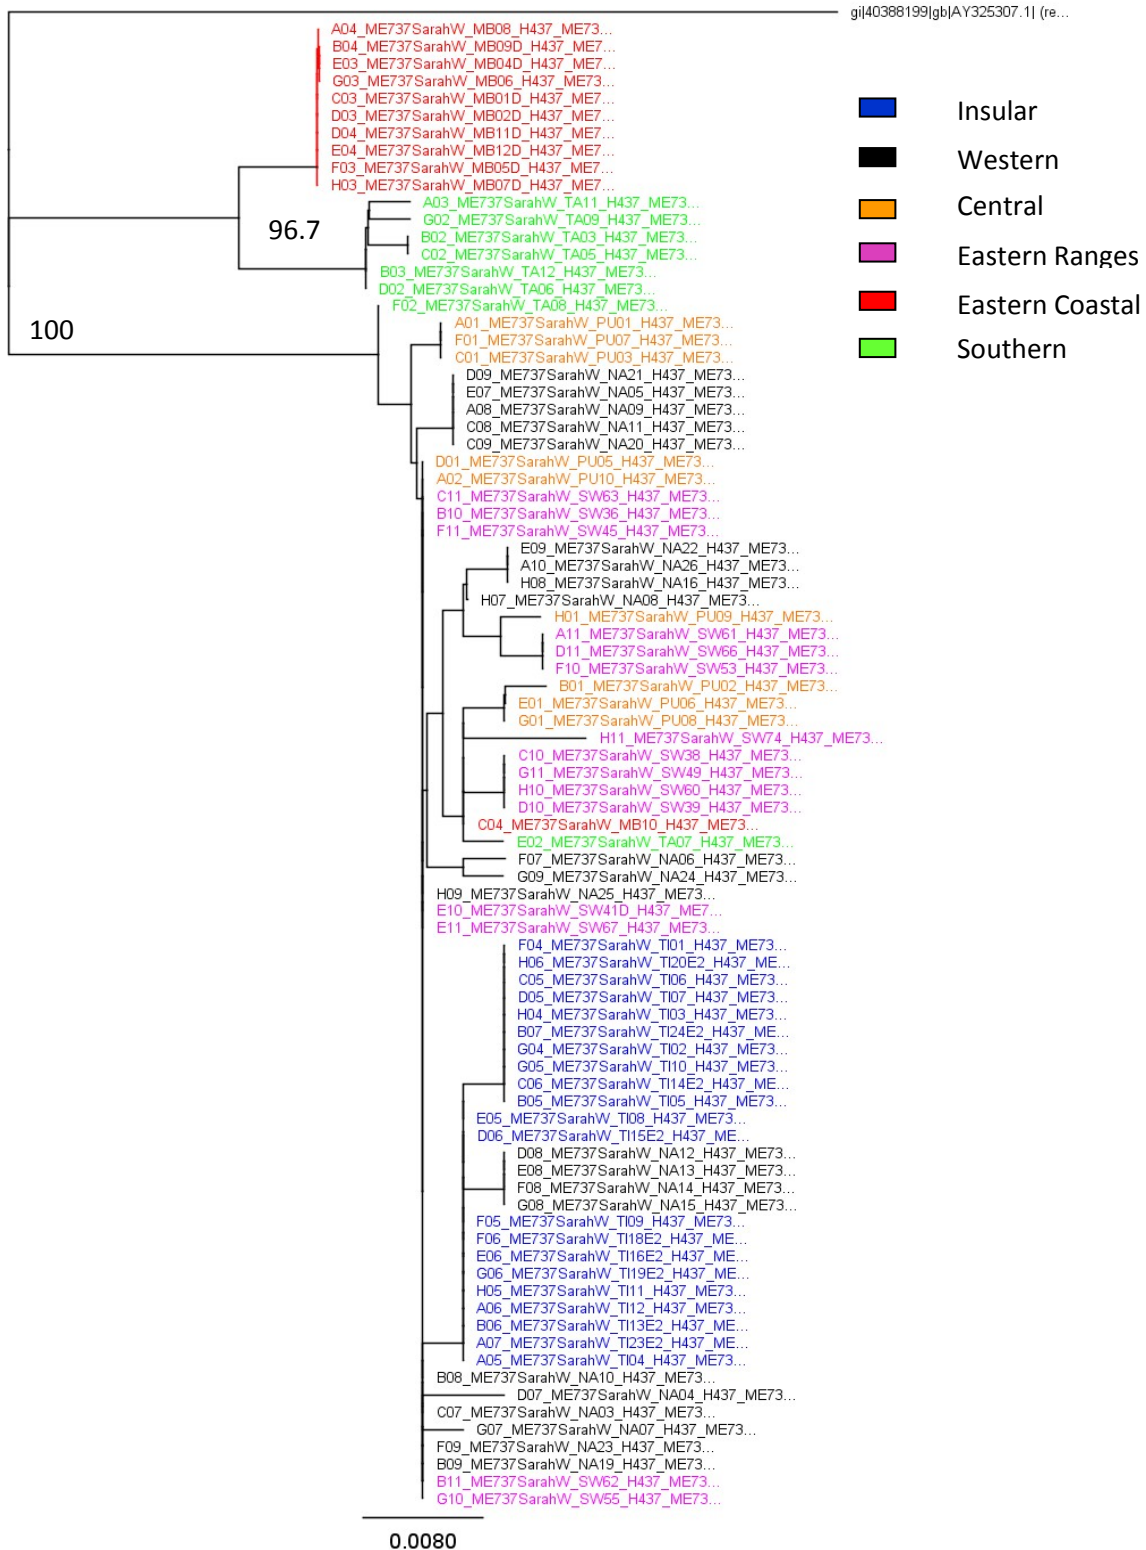 gi|40388199|gb|AY325307.1| (re...
A04_ME737SarahW_MB08_H437_ME73...
B04_ME737SarahW_MB09D_H437_ME7...
E03_ME737SarahW_MB04D_H437_ME7...
G03_ME737SarahW_MB06_H437_ME73...
C03_ME737SarahW_MB01D_H437_ME7...
D03_ME737SarahW_MB02D_H437_ME7...
D04_ME737SarahW_MB11D_H437_ME7...
E04_ME737SarahW_MB12D_H437_ME7...
F03_ME737SarahW_MB05D_H437_ME7...
H03_ME737SarahW_MB07D_H437_ME7...
Insular
Western
Central
Eastern Ranges
Eastern Coastal
Southern
96.7
A03_ME737SarahW_TA11_H437_ME73...
G02_ME737SarahW_TA09_H437_ME73...
B02_ME737SarahW_TA03_H437_ME73...
C02_ME737SarahW_TA05_H437_ME73...
B03_ME737SarahW_TA12_H437_ME73...
D02_ME737SarahW_TA06_H437_ME73...
F02_ME737SarahW_TA08_H437_ME73...
100
A01_ME737SarahW_PU01_H437_ME73...
F01_ME737SarahW_PU07_H437_ME73...
C01_ME737SarahW_PU03_H437_ME73...
D09_ME737SarahW_NA21_H437_ME73...
E07_ME737SarahW_NA05_H437_ME73...
A08_ME737SarahW_NA09_H437_ME73...
C08_ME737SarahW_NA11_H437_ME73...
C09_ME737SarahW_NA20_H437_ME73...
D01_ME737SarahW_PU05_H437_ME73...
A02_ME737SarahW_PU10_H437_ME73...
C11_ME737SarahW_SW63_H437_ME73...
B10_ME737SarahW_SW36_H437_ME73...
F11_ME737SarahW_SW45_H437_ME73...
E09_ME737SarahW_NA22_H437_ME73...
A10_ME737SarahW_NA26_H437_ME73...
H08_ME737SarahW_NA16_H437_ME73...
H07_ME737SarahW_NA08_H437_ME73...
H01_ME737SarahW_PU09_H437_ME73...
A11_ME737SarahW_SW61_H437_ME73...
D11_ME737SarahW_SW66_H437_ME73...
F10_ME737SarahW_SW53_H437_ME73...
B01_ME737SarahW_PU02_H437_ME73...
E01_ME737SarahW_PU06_H437_ME73...
G01_ME737SarahW_PU08_H437_ME73...
H11_ME737SarahW_SW74_H437_ME73...
C10_ME737SarahW_SW38_H437_ME73...
G11_ME737SarahW_SW49_H437_ME73...
H10_ME737SarahW_SW60_H437_ME73...
D10_ME737SarahW_SW39_H437_ME73...
C04_ME737SarahW_MB10_H437_ME73...
E02_ME737SarahW_TA07_H437_ME73...
F07_ME737SarahW_NA06_H437_ME73...
G09_ME737SarahW_NA24_H437_ME73...
H09_ME737SarahW_NA25_H437_ME73...
E10_ME737SarahW_SW41D_H437_ME7...
E11_ME737SarahW_SW67_H437_ME73...
F04_ME737SarahW_TI01_H437_ME73...
H06_ME737SarahW_TI20E2_H437_ME...
C05_ME737SarahW_TI06_H437_ME73...
D05_ME737SarahW_TI07_H437_ME73...
H04_ME737SarahW_TI03_H437_ME73...
B07_ME737SarahW_TI24E2_H437_ME...
G04_ME737SarahW_TI02_H437_ME73...
G05_ME737SarahW_TI10_H437_ME73...
C06_ME737SarahW_TI14E2_H437_ME...
B05_ME737SarahW_TI05_H437_ME73...
E05_ME737SarahW_TI08_H437_ME73...
D06_ME737SarahW_TI15E2_H437_ME...
D08_ME737SarahW_NA12_H437_ME73...
E08_ME737SarahW_NA13_H437_ME73...
F08_ME737SarahW_NA14_H437_ME73...
G08_ME737SarahW_NA15_H437_ME73...
F05_ME737SarahW_TI09_H437_ME73...
F06_ME737SarahW_TI18E2_H437_ME...
E06_ME737SarahW_TI16E2_H437_ME...
G06_ME737SarahW_TI19E2_H437_ME...
H05_ME737SarahW_TI11_H437_ME73...
A06_ME737SarahW_TI12_H437_ME73...
B06_ME737SarahW_TI13E2_H437_ME...
A07_ME737SarahW_TI23E2_H437_ME...
A05_ME737SarahW_TI04_H437_ME73...
B08_ME737SarahW_NA10_H437_ME73...
D07_ME737SarahW_NA04_H437_ME73...
C07_ME737SarahW_NA03_H437_ME73...
G07_ME737SarahW_NA07_H437_ME73...
F09_ME737SarahW_NA23_H437_ME73...
B09_ME737SarahW_NA19_H437_ME73...
B11_ME737SarahW_SW62_H437_ME73...
G10_ME737SarahW_SW55_H437_ME73...
0.0080